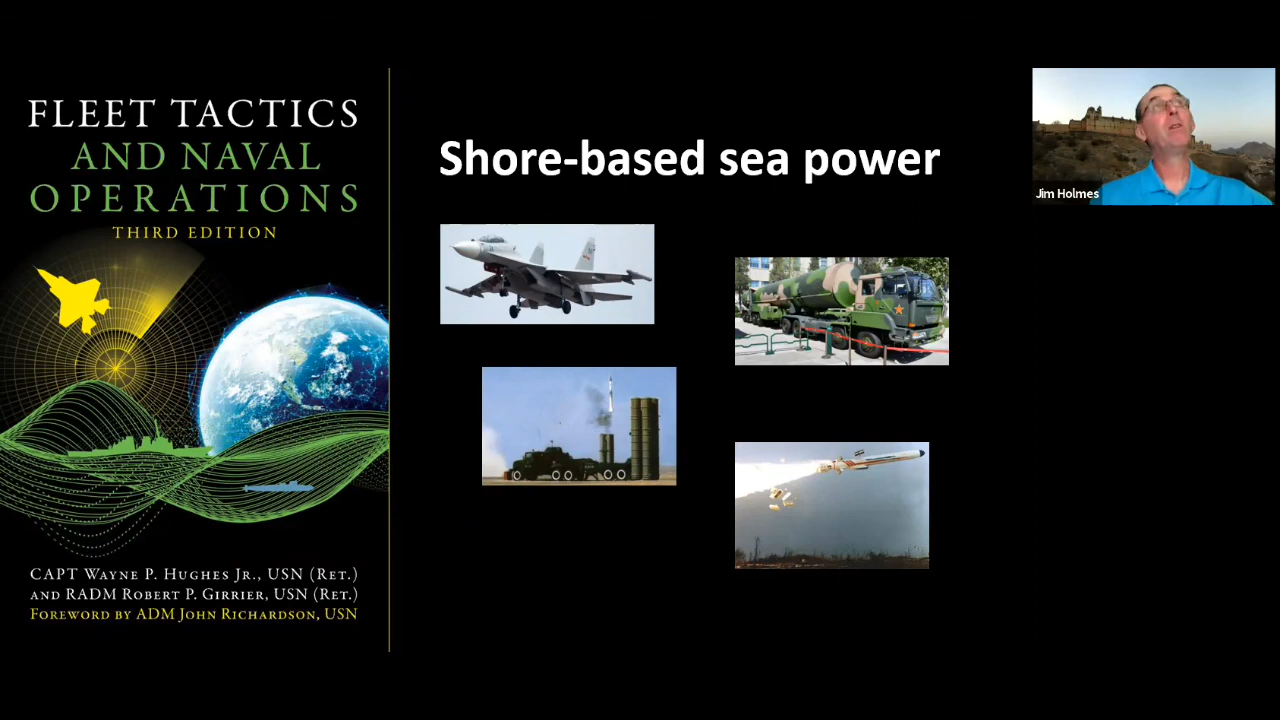 FLEET TACTICS
AND NAVAL
OPERATIONS
THIRD EDITION
CAPT WAYNE P. HUGHES JR., USN (RET.)
AND RADM ROBERT P. GIRRIER, USN (RET.)
FOREWORD BY ADM JOHN RICHARDSON, USN
Shore-based sea power
Jim Holmes